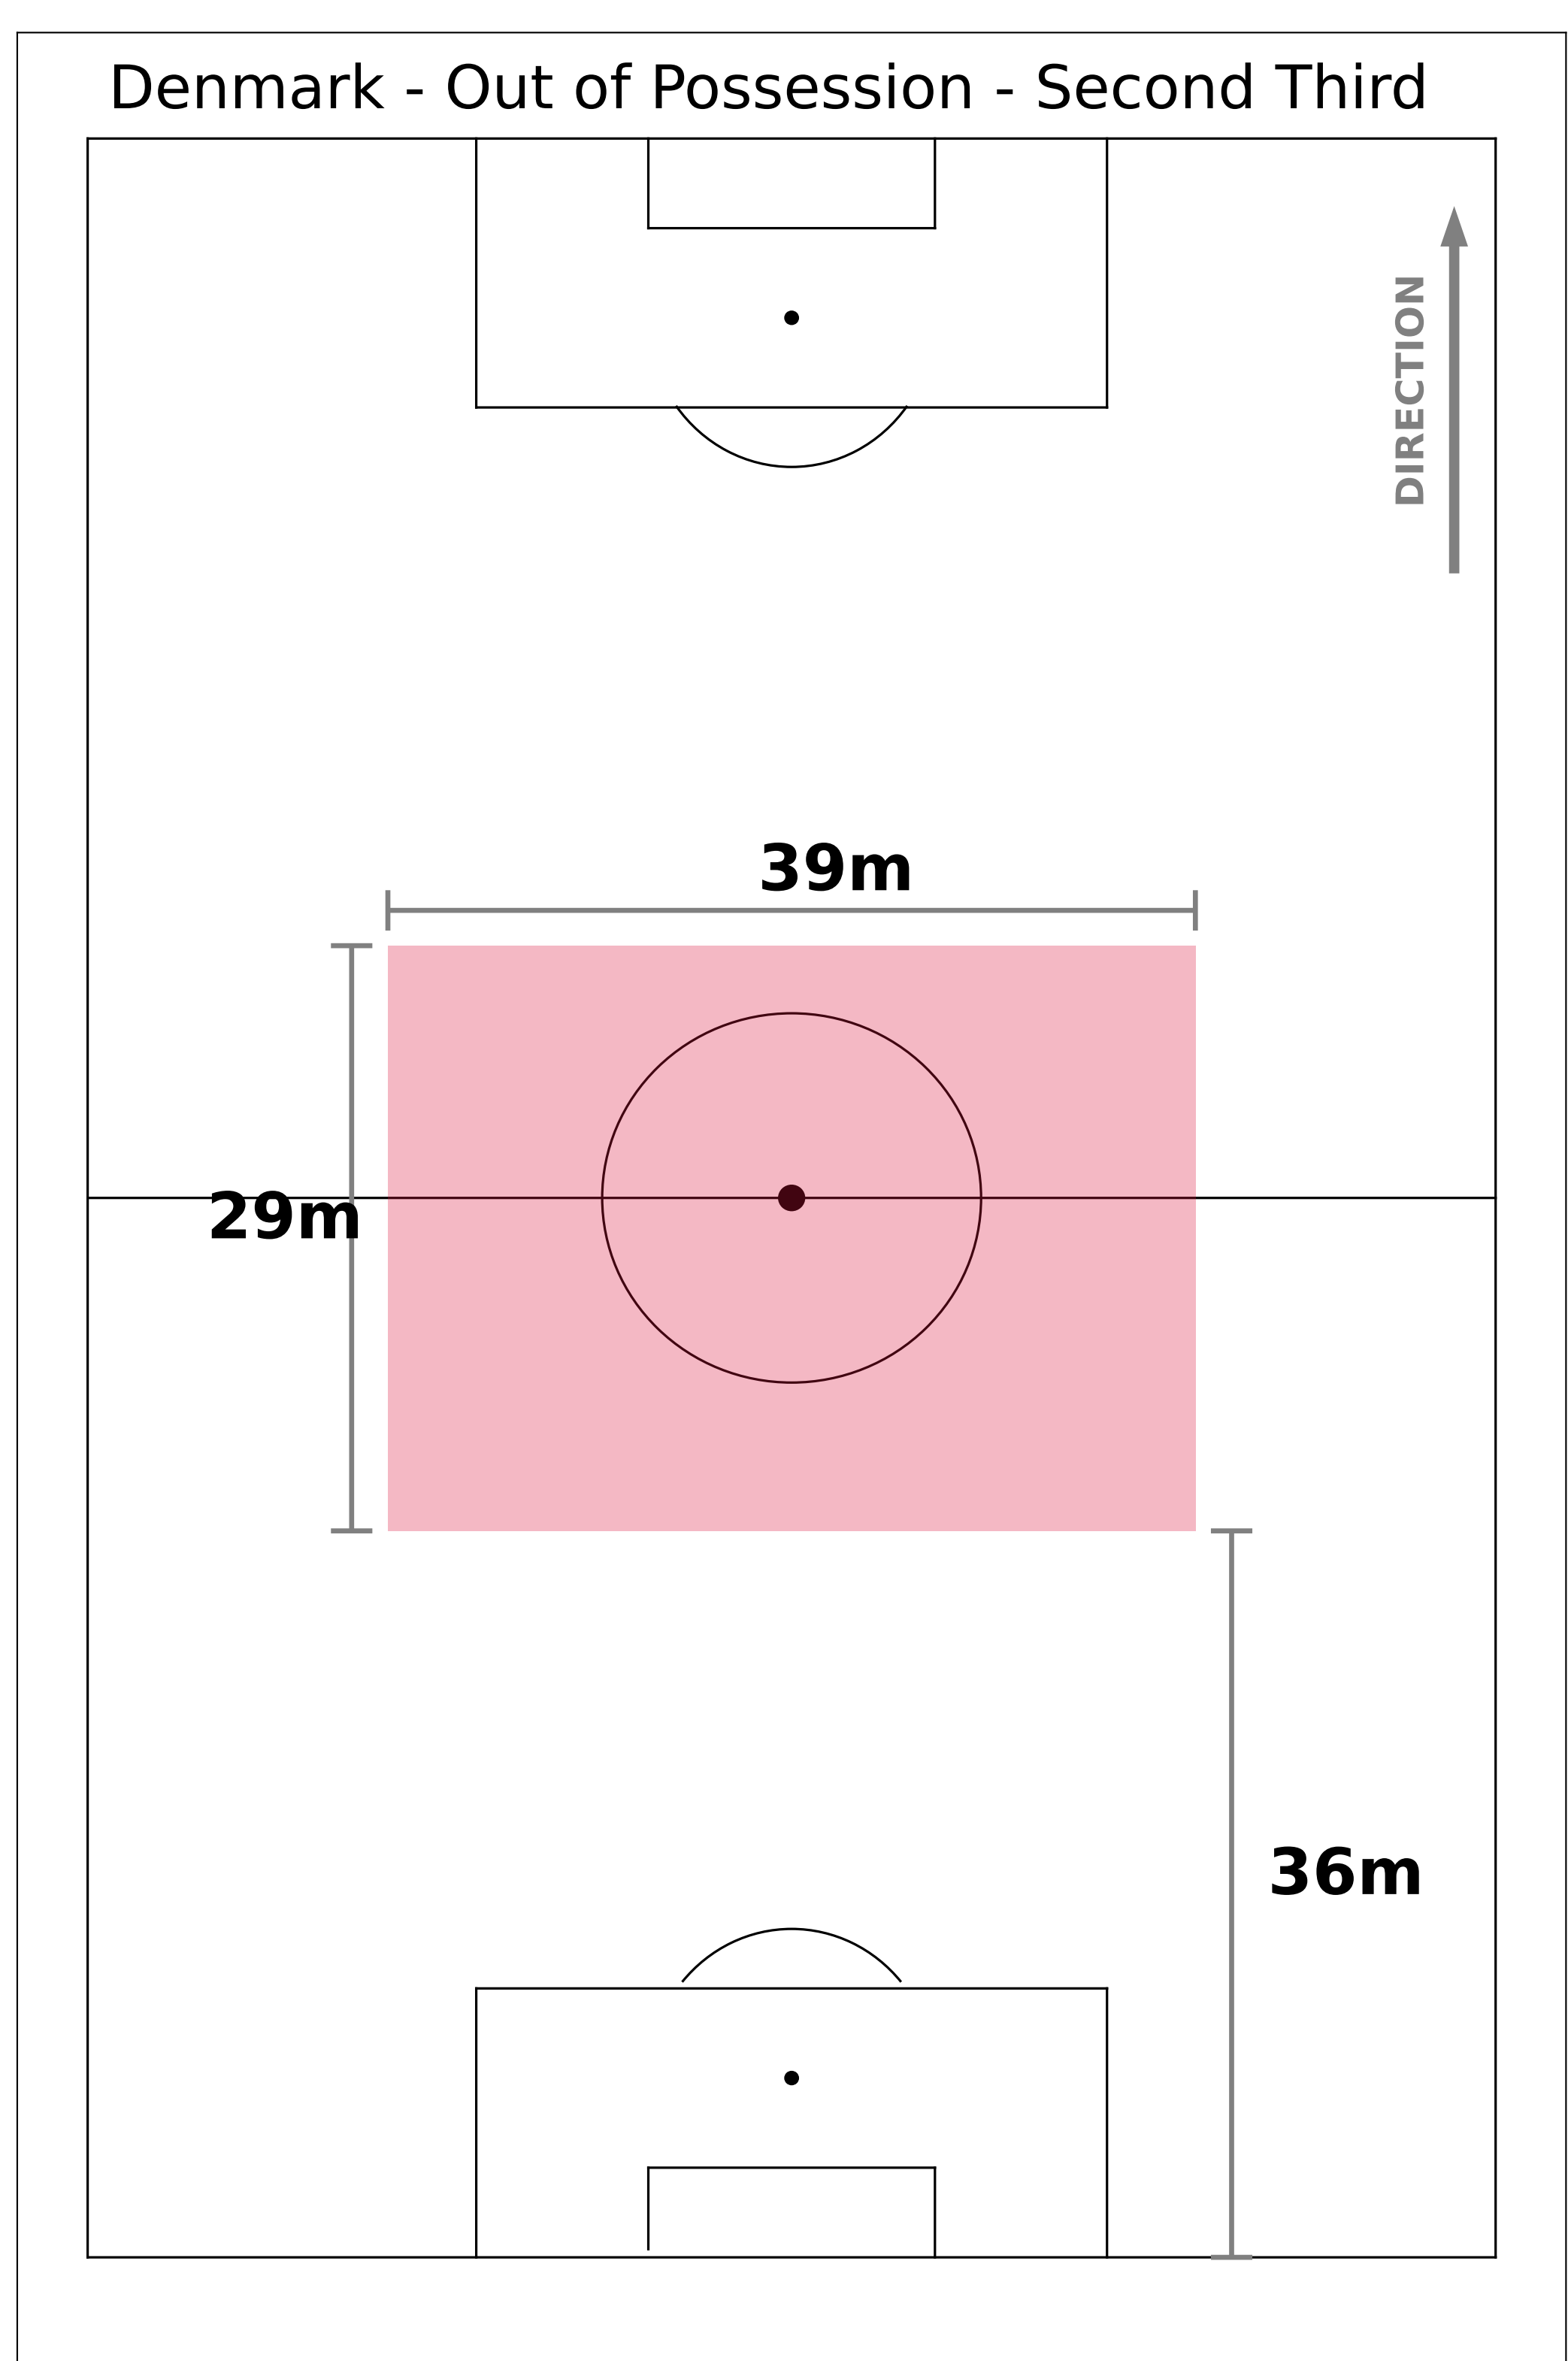 Denmark - Out of Possession - Second Third
DIRECTION
39m
29m
36m